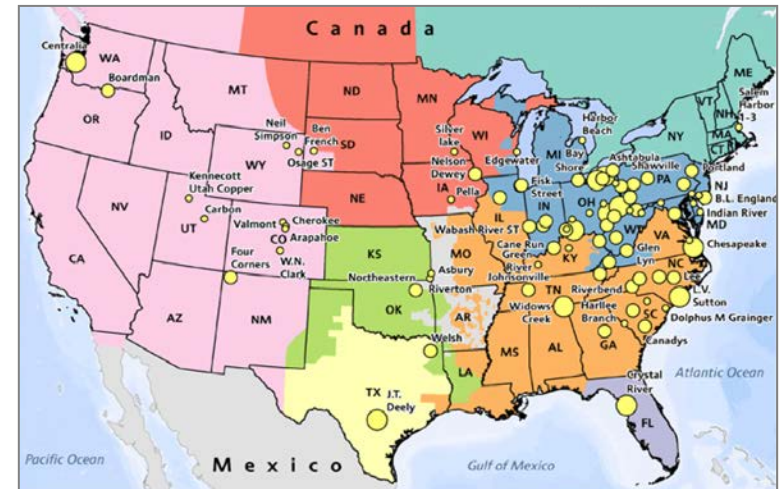 Canada
Centralia
WA
Boardman
MT
ND
MN
ME
VT
NH
Salem
Harbor
1-3
MA
CT
NY
OR
ID
Neil
Simpson
Ben
French
Osage ST
SD
Silver
lake
WI
Harbor
Beach
Edgewater
MI
Bay
Shore
Ashtabula
Shawville
Portland
WY
Nelson
Dewey
Fisk
Street
PA
NJ
B.L. England
Kennecott
Utah Copper
NE
IA
Pella
IL
IN
OH
Indian River
MD
NV
UT
Carbon
Valmont
Cherokee
CO
Arapahoe
Wabash River ST
VA
CA
Four
Corners
W.N.
Clark
KS
MO
Cane Run
Green
River
KY
Glen
Lyn
Chesapeake
Northeastern
Asbury
Riverton
Johnsonville
TN
Riverbend
NC
Lee
L.V.
Sutton
AZ
NM
OK
AR
Widows
Creek
Harllee
Branch
SC
Dolphus M Grainger
Welsh
MS
AL
GA
Canadys
TX
J.T.
Deely
LA
Crystal
River
FL
Atlantic Ocean
Pacific Ocean
Mexico
Gulf of Mexico